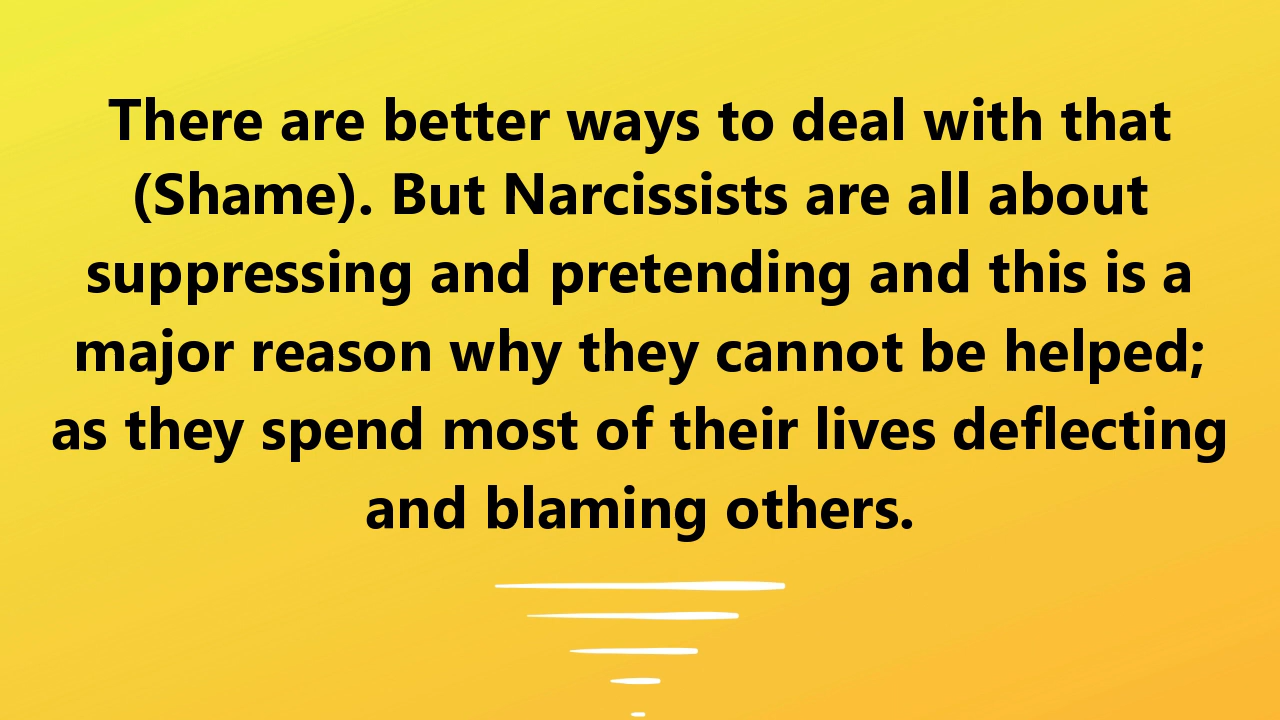 There are better ways to deal with that
(Shame). But Narcissists are all about
suppressing and pretending and this is a
major reason why they cannot be helped;
as they spend most of their lives deflecting
and blaming others.